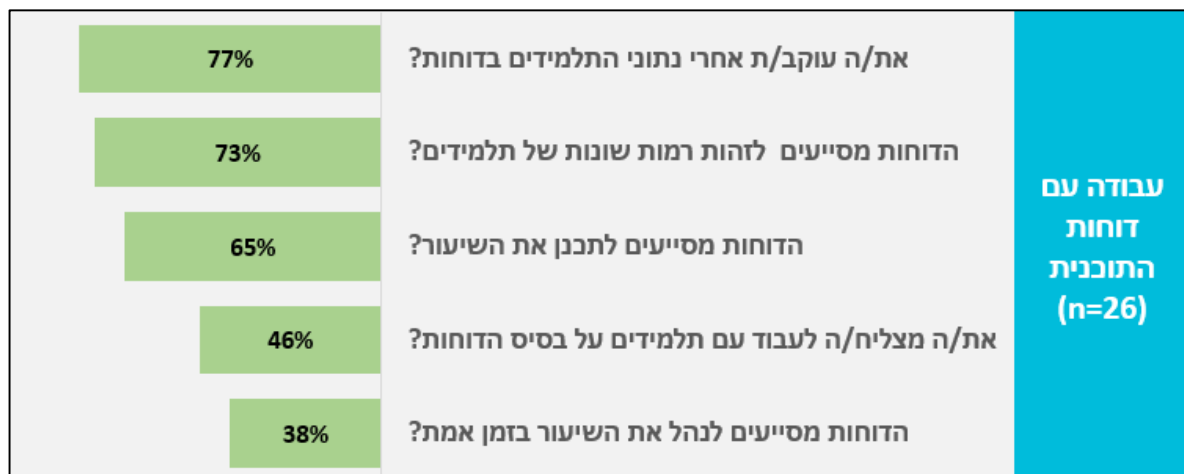 עבודה עם
דוחות
התוכנית
(n=26)
את/ה עוקב/ת אחרי נתוני התלמידים בדוחות?
77%
הדוחות מסייעים לזהות רמות שונות של תלמידים?
73%
הדוחות מסייעים לתכנן את השיעור?
65%
את/ה מצליח/ה לעבוד עם תלמידים על בסיס הדוחות?
46%
הדוחות מסייעים לנהל את השיעור בזמן אמת?
38%